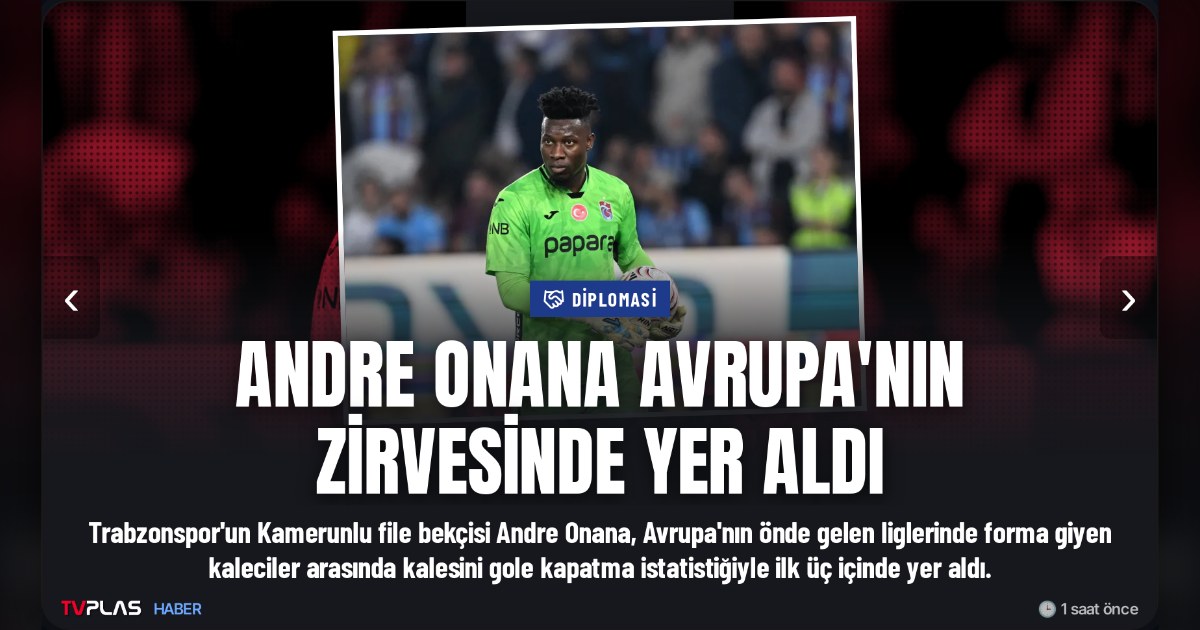 INB
papara
DİPLOMASİ
ANDRE ONANA AVRUPA'NIN
ZİRVESİNDE YER ALDI
Trabzonspor'un Kamerunlu file bekçisi Andre Onana, Avrupa'nın önde gelen liglerinde forma giyen
kaleciler arasında kalesini gole kapatma istatistiğiyle ilk üç içinde yer aldı.
TVPLAS HABER
1 saat önce